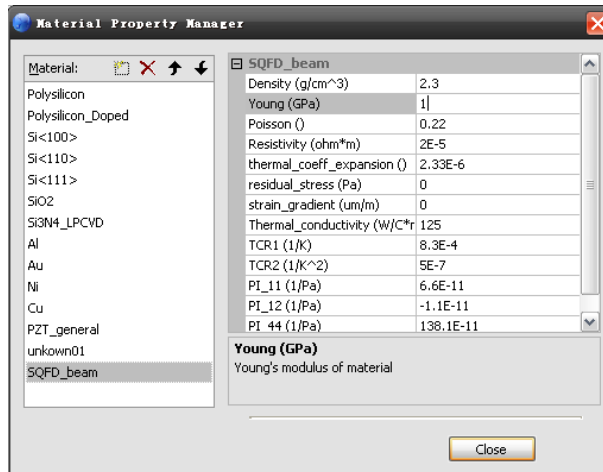 Material Property Manager
Material:
Polysilicon
Polysilicon_Doped
Si<100>
Si<110>
Si<111>
SiO2
Si3N4_LPCVD
Al
Au
Ni
Cu
PZT_general
unkown01
SQFD_beam
SQFD_beam
Density (g/cm^3) 2.3
Young (GPa) 1
Poisson () 0.22
Resistivity (ohm*m) 2E-5
thermal_coeff_expansion () 2.33E-6
residual_stress (Pa) 0
strain_gradient (um/m) 0
Thermal_conductivity (W/C*r 125
TCR1 (1/K) 8.3E-4
TCR2 (1/K^2) 5E-7
PI_11 (1/Pa) 6.6E-11
PI_12 (1/Pa) -1.1E-11
PI_44 (1/Pa) 138.1E-11
Young (GPa)
Young's modulus of material
Close